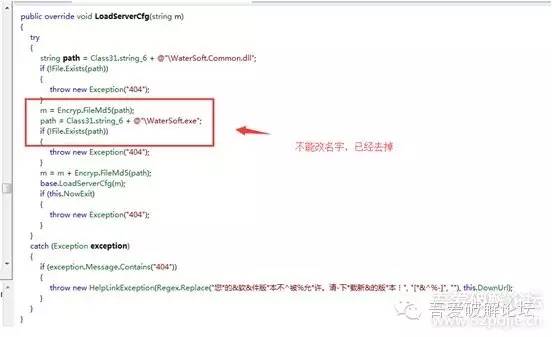 public override void LoadServerCfg(string m)
{
try
{
string path = Class31.string_6 + @"\WaterSoft.Common.dll";
if (!File.Exists(path))
{
throw new Exception("404");
}
m = Encryp.FileMd5(path);
path = Class31.string_6 + @"\WaterSoft.exe";
if (!File.Exists(path))
{
throw new Exception("404");
}
m = m + Encryp.FileMd5(path);
base.LoadServerCfg(m);
if (this.NowExit)
{
throw new Exception("404");
}
}
catch (Exception exception)
{
if (exception.Message.Contains("404"))
{
throw new HelpLinkException(Regex.Replace("您*的&软&件版*本不^被%允*许。请-下*载新&的版*本！", "[*&^%-]", ""), this.DownUrl);
}
}
}
不能改名字，已经去掉
吾爱破解论坛